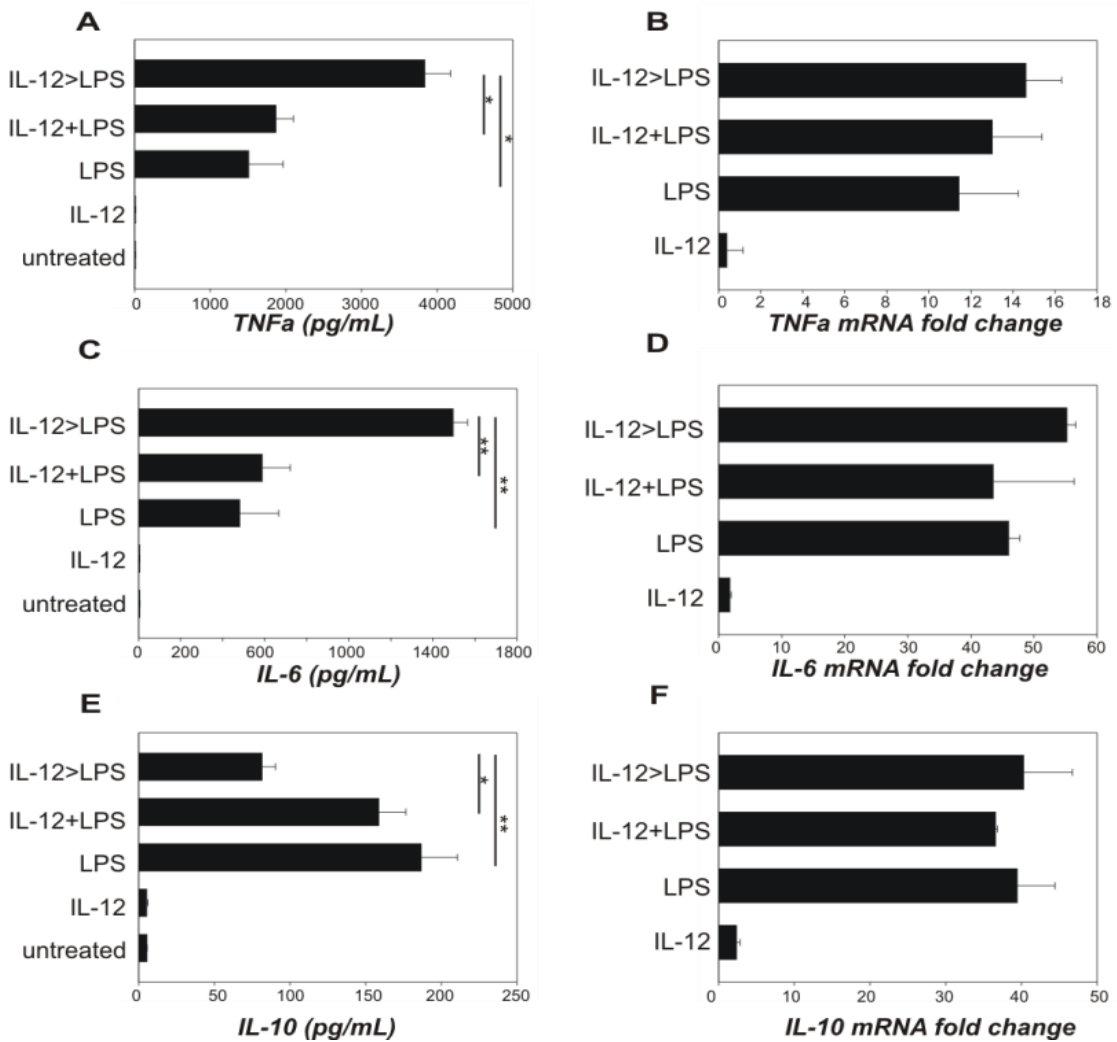 A
IL-12>LPS
IL-12+LPS
LPS
IL-12
untreated
*
*
0 1000 2000 3000 4000 5000
TNFa (pg/mL)
B
IL-12>LPS
IL-12+LPS
LPS
IL-12
0 2 4 6 8 10 12 14 16 18
TNFa mRNA fold change
C
IL-12>LPS
IL-12+LPS
LPS
IL-12
untreated
**
**
0 200 600 1000 1400 1800
IL-6 (pg/mL)
D
IL-12>LPS
IL-12+LPS
LPS
IL-12
0 10 20 30 40 50 60
IL-6 mRNA fold change
E
IL-12>LPS
IL-12+LPS
LPS
IL-12
untreated
*
**
0 50 100 150 200 250
IL-10 (pg/mL)
F
IL-12>LPS
IL-12+LPS
LPS
IL-12
0 10 20 30 40 50
IL-10 mRNA fold change